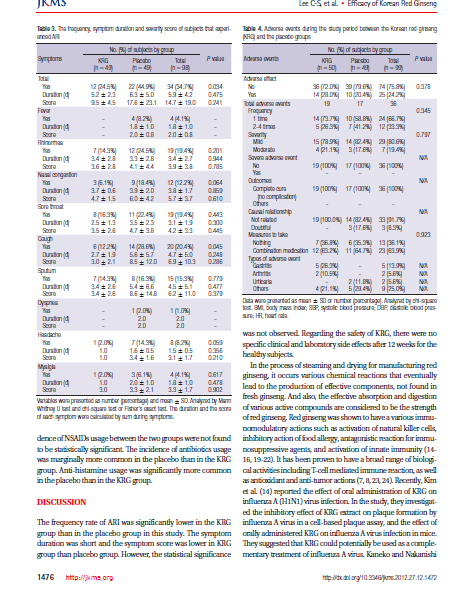 JKMS
Lee C-S, et al. • Efficacy of Korean Red Ginseng
Table 3. The frequency, symptom duration and severity score of subjects that experi-
enced ARI
No. (%) of subjects by group
Symptoms KRG (n = 49) Placebo (n = 49) Total (n = 98) P value
Total
Yes 12 (24.5%) 22 (44.9%) 34 (34.7%) 0.034
Duration (d) 5.2 ± 2.3 6.3 ± 5.0 5.9 ± 4.2 0.475
Score 9.5 ± 4.5 17.6 ± 23.1 14.7 ± 19.0 0.241
Fever
Yes - 4 (8.2%) 4 (4.1%) -
Duration (d) - 1.8 ± 1.0 1.8 ± 1.0 -
Score - 2.0 ± 0.8 2.0 ± 0.8 -
Rhinorrhea
Yes 7 (14.3%) 12 (24.5%) 19 (19.4%) 0.201
Duration (d) 3.4 ± 2.8 3.3 ± 2.8 3.4 ± 2.7 0.944
Score 3.6 ± 2.8 4.1 ± 4.4 3.9 ± 3.8 0.785
Nasal congestion
Yes 3 (6.1%) 9 (18.4%) 12 (12.2%) 0.064
Duration (d) 3.7 ± 0.6 3.9 ± 2.0 3.8 ± 1.7 0.859
Score 4.7 ± 1.5 6.0 ± 4.2 5.7 ± 3.7 0.610
Sore throat
Yes 8 (16.3%) 11 (22.4%) 19 (19.4%) 0.443
Duration (d) 2.5 ± 1.3 3.5 ± 2.3 3.1 ± 1.9 0.300
Score 3.5 ± 2.6 4.7 ± 3.8 4.2 ± 3.3 0.445
Cough
Yes 6 (12.2%) 14 (28.6%) 20 (20.4%) 0.045
Duration (d) 2.7 ± 1.9 5.6 ± 5.7 4.7 ± 5.0 0.248
Score 3.0 ± 2.1 8.5 ± 12.0 6.9 ± 10.3 0.286
Sputum
Yes 7 (14.3%) 8 (16.3%) 15 (15.3%) 0.779
Duration (d) 3.4 ± 2.6 5.4 ± 6.6 4.5 ± 5.1 0.477
Score 3.4 ± 2.6 8.6 ± 14.8 6.2 ± 11.0 0.379
Dyspnea
Yes - 1 (2.0%) 1 (1.0%) -
Duration (d) - 2.0 2.0 -
Score - 2.0 2.0 -
Headache
Yes 1 (2.0%) 7 (14.3%) 8 (8.2%) 0.059
Duration (d) 1.0 1.6 ± 0.5 1.5 ± 0.5 0.356
Score 1.0 3.4 ± 1.6 3.1 ± 1.7 0.210
Myalgia
Yes 1 (2.0%) 3 (6.1%) 4 (4.1%) 0.617
Duration (d) 1.0 2.0 ± 1.0 1.8 ± 1.0 0.478
Score 3.0 3.3 ± 2.1 3.3 ± 1.7 0.902
Variables were presented as number (percentage) and mean ± SD. Analyzed by Mann
Whitney U test and chi-square test or Fisher's exact test. The duration and the score
of each symptom were calculated by sum during symptoms.
dence of NSAIDs usage between the two groups were not found
to be statistically significant. The incidence of antibiotics usage
was marginally more common in the placebo than in the KRG
group. Anti-histamine usage was significantly more common
in the placebo than in the KRG group.
DISCUSSION
The frequency rate of ARI was significantly lower in the KRG
group than in the placebo group in this study. The symptom
duration was short and the symptom score was lower in KRG
group than placebo group. However, the statistical significance
Table 4. Adverse events during the study period between the Korean red ginseng
(KRG) and the placebo groups
No. (%) of subjects by group
Adverse events KRG (n = 50) Placebo (n = 49) Total (n = 99) P value
Adverse effect
No 36 (72.0%) 39 (79.6%) 74 (75.8%) 0.378
Yes 14 (28.0%) 10 (20.4%) 25 (24.2%)
Total adverse events 19 17 36
Frequency 0.345
1 time 14 (73.7%) 10 (58.8%) 24 (66.7%)
2-4 times 5 (26.3%) 7 (41.2%) 12 (33.3%)
Severity 0.797
Mild 15 (78.9%) 14 (82.4%) 29 (80.6%)
Moderate 4 (21.1%) 3 (17.6%) 7 (19.4%)
Severe adverse event N/A
No 19 (100%) 17 (100%) 36 (100%)
Yes - - -
Outcomes N/A
Complete cure 19 (100%) 17 (100%) 36 (100%)
(no complication)
Others - - -
Causal relationship N/A
Not related 19 (100.0%) 14 (82.4%) 33 (91.7%)
Doubtful - 3 (17.6%) 3 (8.3%)
Measures to take 0.923
Nothing 7 (36.8%) 6 (35.3%) 13 (36.1%)
Combination medication 12 (63.2%) 11 (64.7%) 23 (63.9%)
Types of adverse event N/A
Gastritis 5 (26.3%) - 5 (13.9%) N/A
Arthritis 2 (10.5%) - 2 (5.6%) N/A
Urticaria - 2 (11.8%) 2 (5.6%) N/A
Others 4 (21.1%) 5 (29.4%) 9 (25.0%) N/A
Data were presented as mean ± SD or number (percentage). Analyzed by chi-square
test. BMI, body mass index; SBP, systolic blood pressure; DBP, diastolic blood pres-
sure; HR, heart rate.
was not observed. Regarding the safety of KRG, there were no
specific clinical and laboratory side effects after 12 weeks for the
healthy subjects.
In the process of steaming and drying for manufacturing red
ginseng, it occurs various chemical reactions that eventually
lead to the production of effective components, not found in
fresh ginseng. And also, the effective absorption and digestion
of various active compounds are considered to be the strength
of red ginseng. Red ginseng was shown to have a various immu-
nomodulatory actions such as activation of natural killer cells,
inhibitory action of food allergy, antagonistic reaction for immu-
nosuppressive agents, and activation of innate immunity (14-
16, 19-22). It has been proven to have a broad range of biologi-
cal activities including T-cell mediated immune reaction, as well
as antioxidant and anti-tumor actions (7, 8, 23, 24). Recently, Kim
et al. (14) reported the effect of oral administration of KRG on
influenza A (H1N1) virus infection. In the study, they investigat-
ed the inhibitory effect of KRG extract on plaque formation by
influenza A virus in a cell-based plaque assay, and the effect of
orally administered KRG on influenza A virus infection in mice.
They suggested that KRG could potentially be used as a comple-
mentary treatment of influenza A virus. Kaneko and Nakanishi
1476 http://jkms.org
http://dx.doi.org/10.3346/jkms.2012.27.12.1472